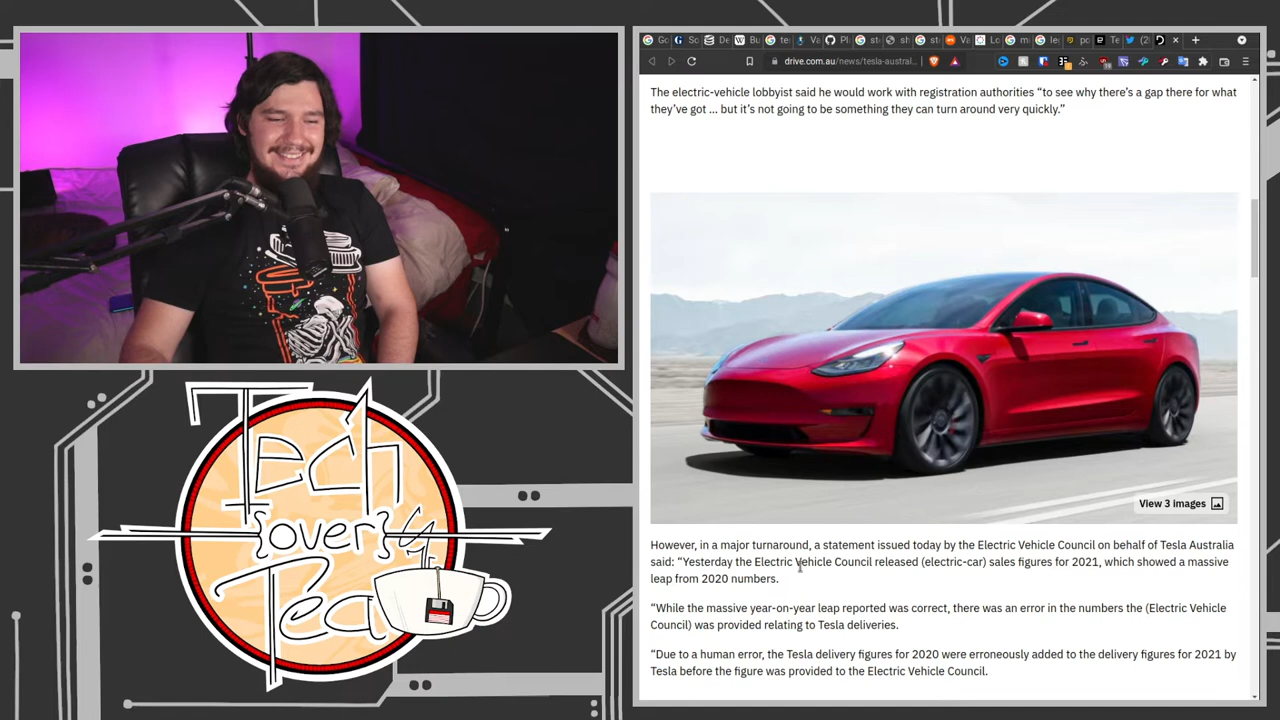 Tech
{over} a
Tea
drive.com.au/news/tesla-austral...
The electric-vehicle lobbyist said he would work with registration authorities “to see why there’s a gap there for what
they’ve got … but it’s not going to be something they can turn around very quickly.”
View 3 images
However, in a major turnaround, a statement issued today by the Electric Vehicle Council on behalf of Tesla Australia
said: “Yesterday the Electric Vehicle Council released (electric-car) sales figures for 2021, which showed a massive
leap from 2020 numbers.
“While the massive year-on-year leap reported was correct, there was an error in the numbers the (Electric Vehicle
Council) was provided relating to Tesla deliveries.
“Due to a human error, the Tesla delivery figures for 2020 were erroneously added to the delivery figures for 2021 by
Tesla before the figure was provided to the Electric Vehicle Council.